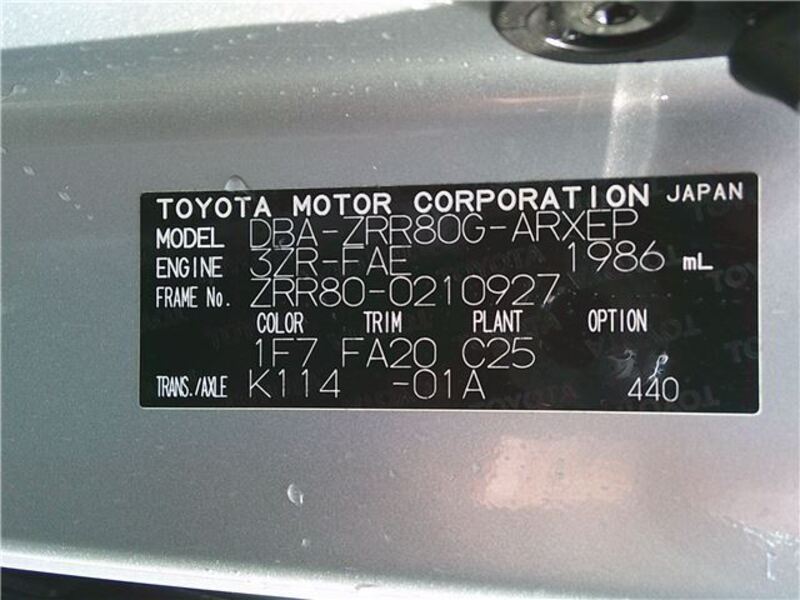 TOYOTA MOTOR CORPORATION JAPAN
MODEL DBA-ZRR80G-ARXEP
ENGINE 3ZR-FAE 1986 mL
FRAME No. ZRR80-0210927
COLOR TRIM PLANT OPTION
1F7 FA20 C25
TRANS./AXLE K114 -01A 440